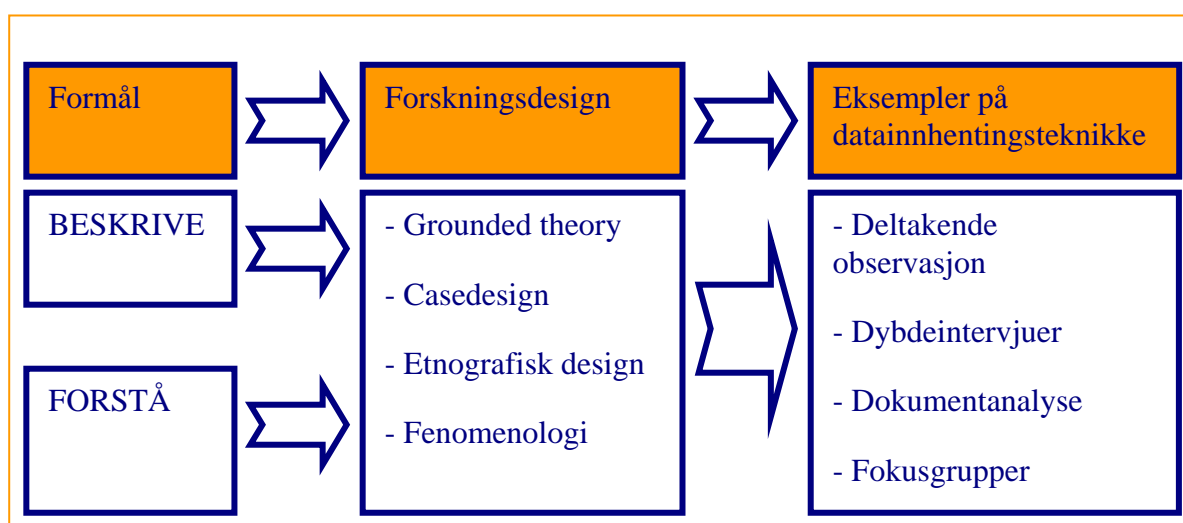 Formål
Forskningsdesign
Eksempler på
datainnhentingsteknikke
BESKRIVE
FORSTÅ
- Grounded theory
- Casedesign
- Etnografisk design
- Fenomenologi
- Deltakende
observasjon
- Dybdeintervjuer
- Dokumentanalyse
- Fokusgrupper